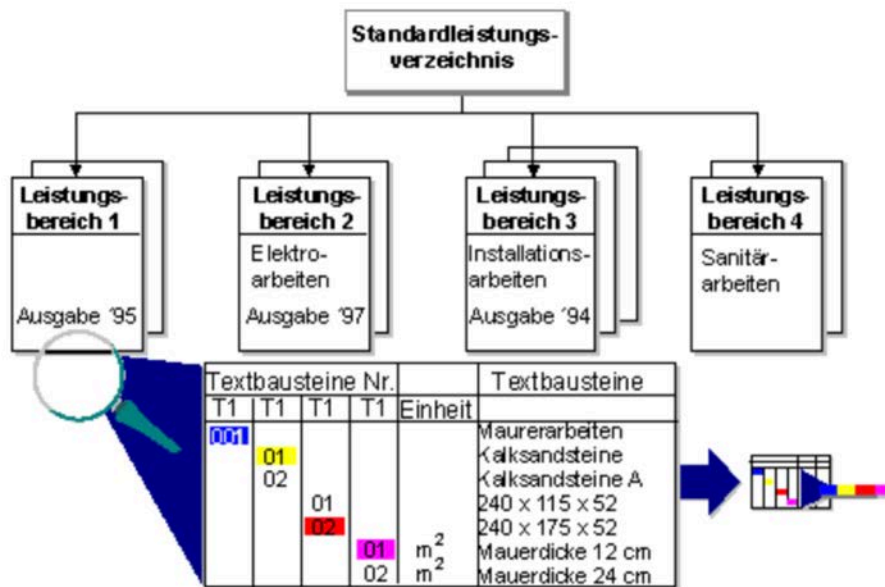 Standardleistungs-
verzeichnis
Leistungs-
bereich 1
Ausgabe ´95
Leistungs-
bereich 2
Elektro-
arbeiten
Ausgabe ´97
Leistungs-
bereich 3
Installations-
arbeiten
Ausgabe ´94
Leistungs-
bereich 4
Sanitär-
arbeiten
Textbausteine Nr. Textbausteine
T1 T1 T1 T1 Einheit
001 Maurerarbeiten
01 Kalksandsteine
02 Kalksandsteine A
01 240 x 115 x 52
02 240 x 175 x 52
01 m² Mauerdicke 12 cm
02 m² Mauerdicke 24 cm